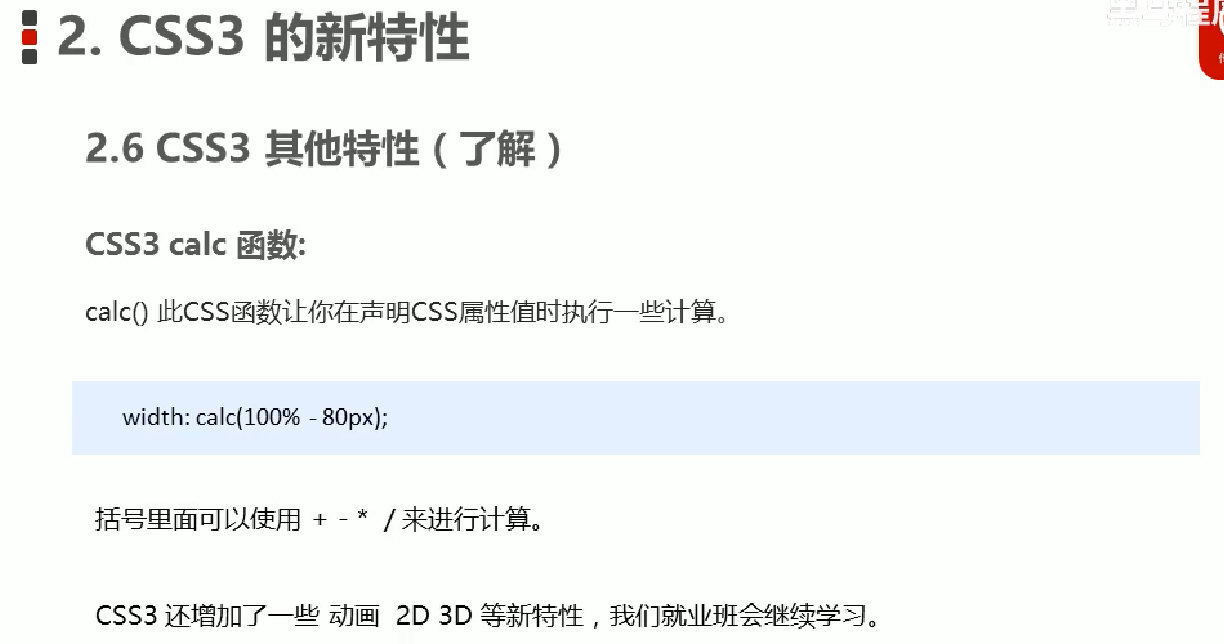 2. CSS3 的新特性
2.6 CSS3 其他特性（了解）
CSS3 calc 函数:
calc() 此CSS函数让你在声明CSS属性值时执行一些计算。
width: calc(100% - 80px);
括号里面可以使用 + - * / 来进行计算。
CSS3 还增加了一些 动画 2D 3D 等新特性，我们就业班会继续学习。